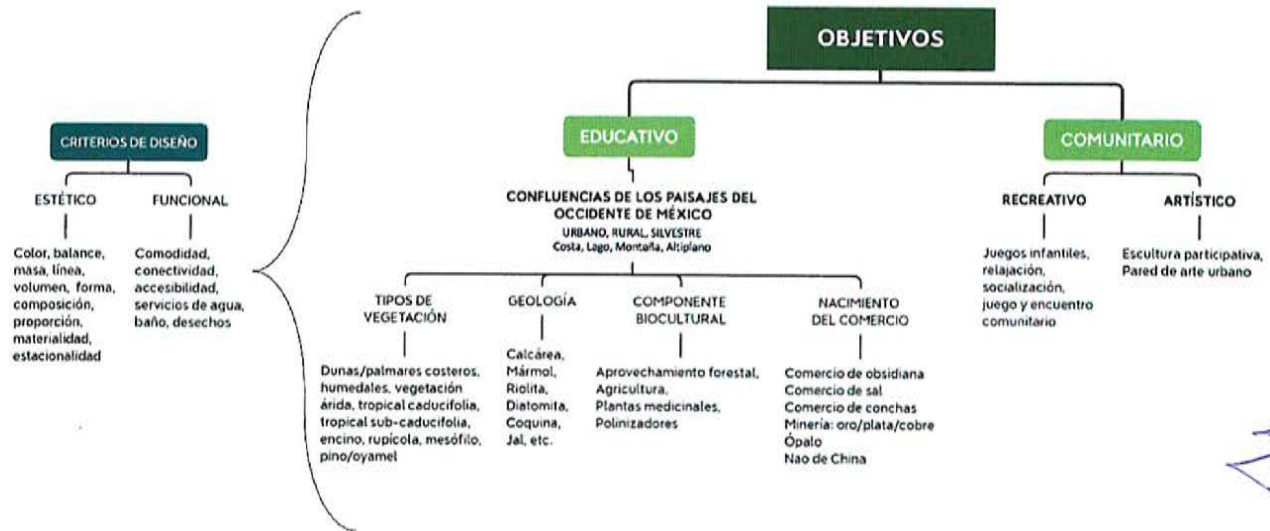 OBJETIVOS
CRITERIOS DE DISEÑO
ESTÉTICO
Color, balance,
masa, línea,
volumen, forma,
composición,
proporción,
materialidad,
estacionalidad
FUNCIONAL
Comodidad,
conectividad,
accesibilidad,
servicios de agua,
baño, desechos
EDUCATIVO
CONFLUENCIAS DE LOS PAISAJES DEL
OCCIDENTE DE MÉXICO
URBANO, RURAL, SILVESTRE
Costa, Lago, Montaña, Altiplano
TIPOS DE
VEGETACIÓN
Dunas/palmares costeros,
humedales, vegetación
árida, tropical caducifolia,
tropical sub-caducifolia,
encino, rupícola, mesófilo,
pino/oyamel
GEOLOGÍA
Calcárea,
Mármol,
Riolita,
Diatomita,
Coquina,
Jal, etc.
COMPONENTE
BIOCULTURAL
Aprovechamiento forestal,
Agricultura,
Plantas medicinales,
Polinizadores
NACIMIENTO
DEL COMERCIO
Comercio de obsidiana
Comercio de sal
Comercio de conchas
Minería: oro/plata/cobre
Ópalo
Nao de China
COMUNITARIO
RECREATIVO
Juegos infantiles,
relajación,
socialización,
juego y encuentro
comunitario
ARTÍSTICO
Escultura participativa,
Pared de arte urbano